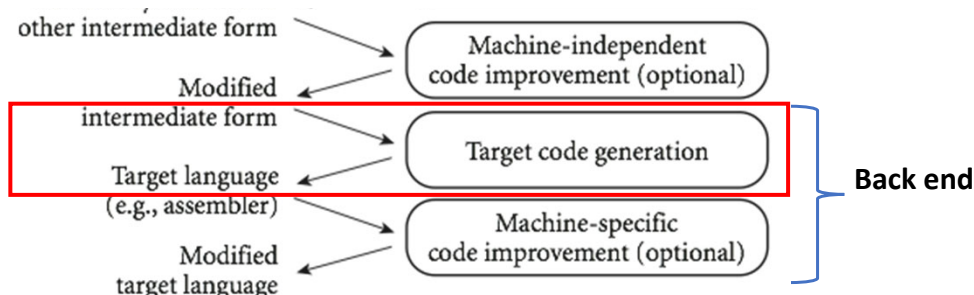 other intermediate form
Machine-independent
code improvement (optional)
Modified
intermediate form
Target code generation
Target language
(e.g., assembler)
Back end
Machine-specific
code improvement (optional)
Modified
target language